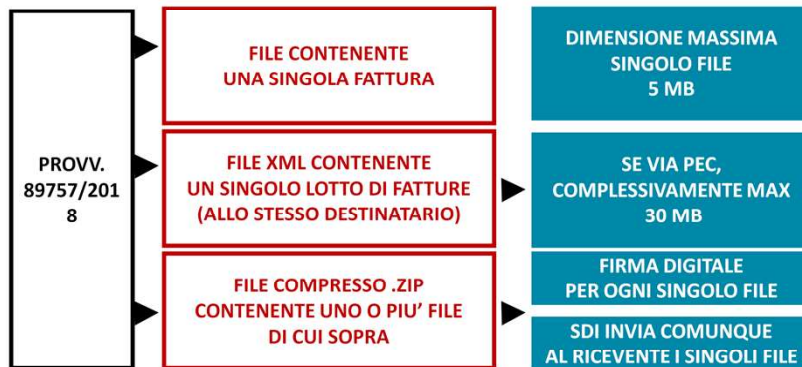 PROVV.
89757/201
8
FILE CONTENENTE
UNA SINGOLA FATTURA
DIMENSIONE MASSIMA
SINGOLO FILE
5 MB
FILE XML CONTENENTE
UN SINGOLO LOTTO DI FATTURE
(ALLO STESSO DESTINATARIO)
SE VIA PEC,
COMPLESSIVAMENTE MAX
30 MB
FILE COMPRESSO .ZIP
CONTENENTE UNO O PIU’ FILE
DI CUI SOPRA
FIRMA DIGITALE
PER OGNI SINGOLO FILE
SDI INVIA COMUNQUE
AL RICEVENTE I SINGOLI FILE